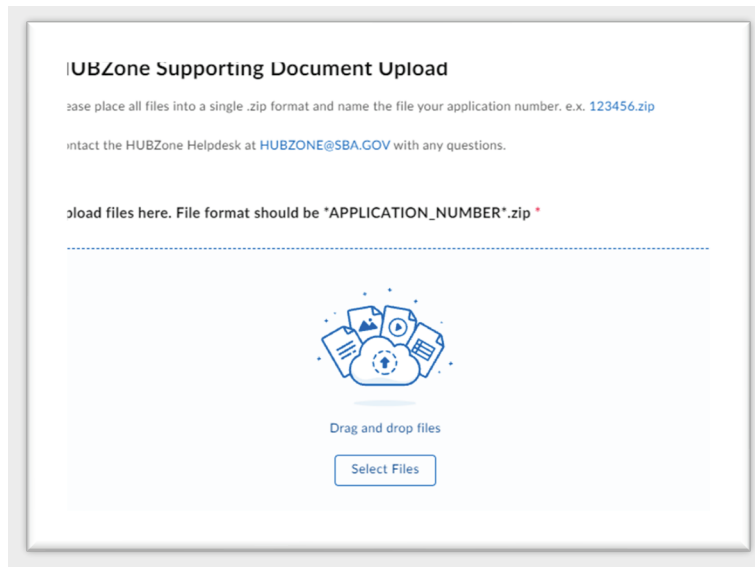 IUBZone Supporting Document Upload
ease place all files into a single .zip format and name the file your application number. e.x. 123456.zip
ontact the HUBZone Helpdesk at HUBZONE@SBA.GOV with any questions.
pload files here. File format should be *APPLICATION_NUMBER*.zip *
Drag and drop files
Select Files